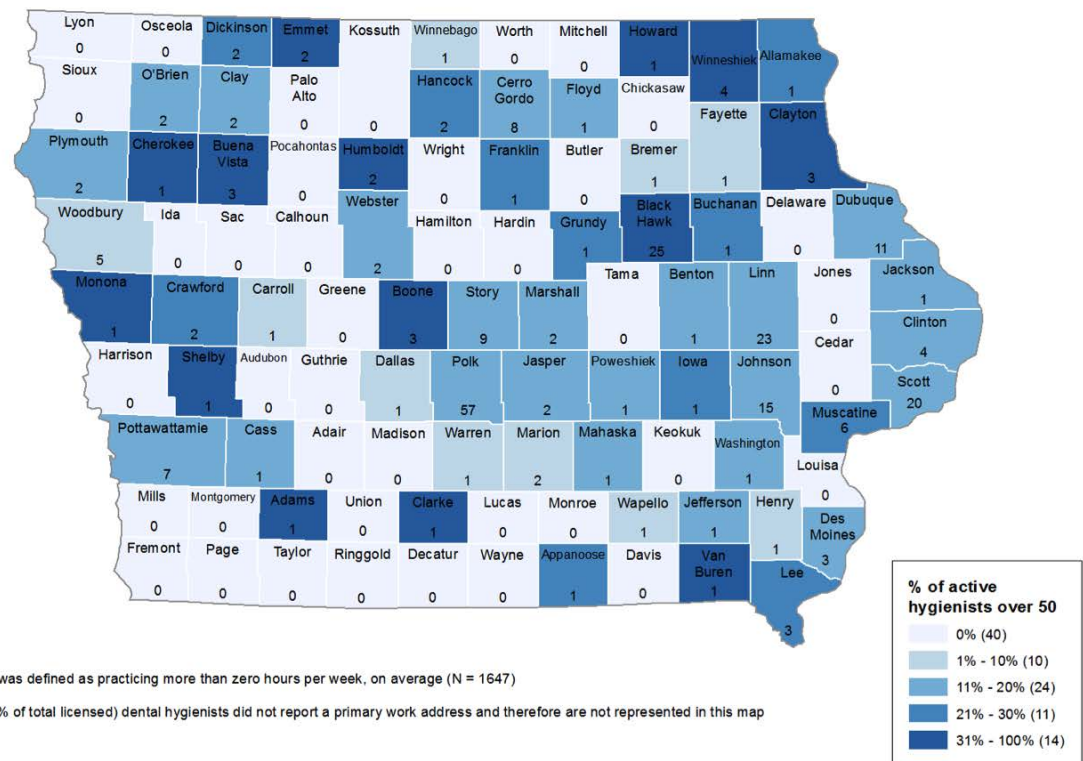 Lyon
0
Osceola
0
Dickinson
2
Emmet
2
Kossuth
0
Winnebago
1
Worth
0
Mitchell
0
Howard
1
Winneshiek
4
Allamakee
1
Sioux
0
O'Brien
2
Clay
2
Palo
Alto
0
Hancock
2
Cerro
Gordo
8
Floyd
1
Chickasaw
0
Fayette
1
Clayton
3
Plymouth
2
Cherokee
1
Buena
Vista
3
Pocahontas
0
Humboldt
2
Wright
0
Franklin
1
Butler
0
Bremer
1
Woodbury
5
Ida
0
Sac
0
Calhoun
0
Webster
2
Hamilton
0
Hardin
0
Grundy
1
Black
Hawk
25
Buchanan
1
Delaware
0
Dubuque
11
Monona
1
Crawford
2
Carroll
1
Greene
0
Boone
3
Story
9
Marshall
2
Tama
0
Benton
1
Linn
23
Jones
0
Jackson
1
Clinton
4
Harrison
0
Shelby
1
Audubon
0
Guthrie
0
Dallas
1
Polk
57
Jasper
2
Poweshiek
1
Iowa
1
Johnson
15
Cedar
0
Scott
20
Muscatine
6
Pottawattamie
7
Cass
1
Adair
0
Madison
0
Warren
1
Marion
2
Mahaska
1
Keokuk
0
Washington
1
Louisa
0
Mills
0
Montgomery
0
Adams
1
Union
0
Clarke
1
Lucas
0
Monroe
0
Wapello
1
Jefferson
1
Henry
1
Des
Moines
3
Fremont
0
Page
0
Taylor
0
Ringgold
0
Decatur
0
Wayne
0
Appanoose
1
Davis
0
Van
Buren
1
Lee
3
% of active
hygienists over 50
0% (40)
1% - 10% (10)
11% - 20% (24)
21% - 30% (11)
31% - 100% (14)
was defined as practicing more than zero hours per week, on average (N = 1647)
% of total licensed) dental hygienists did not report a primary work address and therefore are not represented in this map